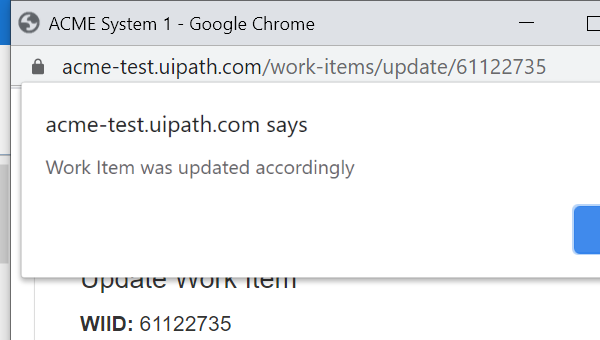 ACME System 1 - Google Chrome
acme-test.uipath.com/work-items/update/61122735
acme-test.uipath.com says
Work Item was updated accordingly
Update Work Item
WIID: 61122735